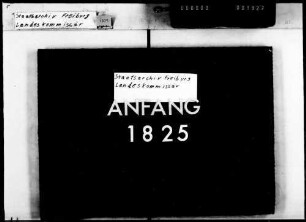 Staatsarchiv Freiburg
Landeskommissär
Staatsarchiv Freiburg
Landeskommissär
ANFANG
1825